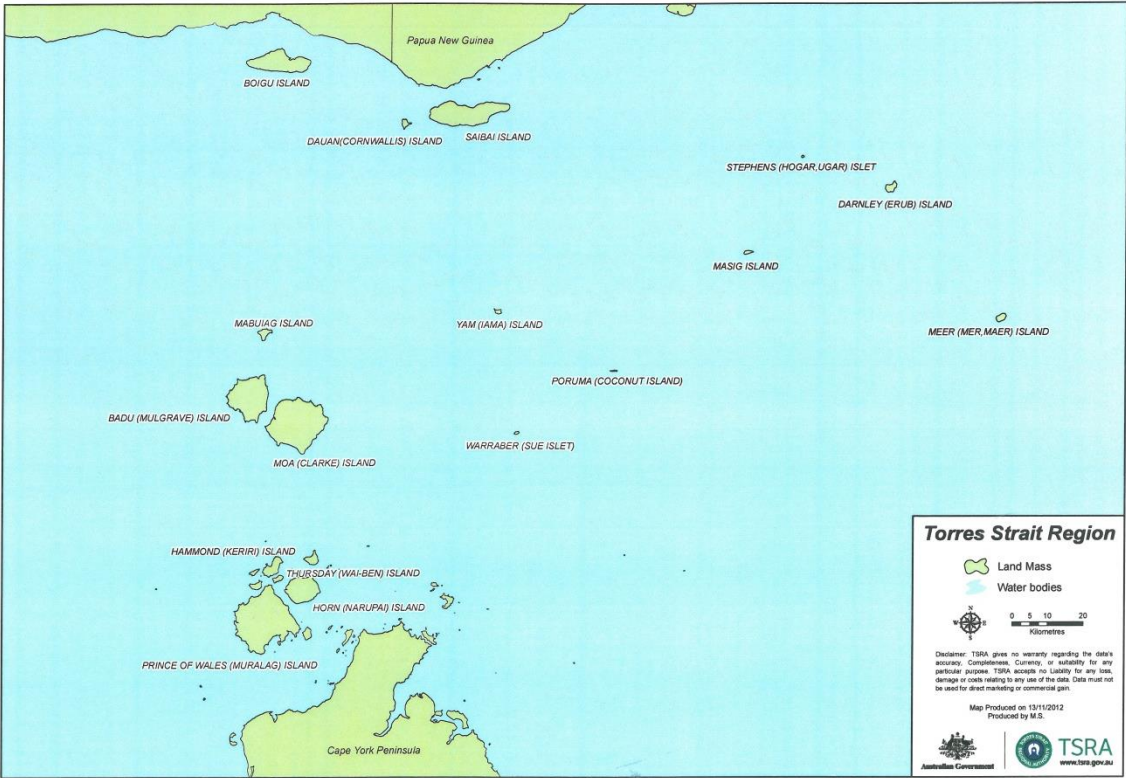 Papua New Guinea
BOIGU ISLAND
DAUAN(CORNWALLIS) ISLAND
SAIBAI ISLAND
STEPHENS (HOGAR,UGAR) ISLET
DARNLEY (ERUB) ISLAND
MASIG ISLAND
MABUIAG ISLAND
YAM (IAMA) ISLAND
MEER (MER,MAER) ISLAND
PORUMA (COCONUT ISLAND)
BADU (MULGRAVE) ISLAND
WARRABER (SUE ISLET)
MOA (CLARKE) ISLAND
HAMMOND (KERIRI) ISLAND
THURSDAY (WAI-BEN) ISLAND
HORN (NARUPAI) ISLAND
PRINCE OF WALES (MURALAG) ISLAND
Cape York Peninsula
Torres Strait Region
Land Mass
Water bodies
N
W E
S
0 5 10 20
Kilometres
Disclaimer: TSRA gives no warranty regarding the data's
accuracy, Completeness, Currency, or suitability for any
particular purpose. TSRA accepts no Liability for any loss,
damage or costs relating to any use of the data. Data must not
be used for direct marketing or commercial gain.
Map Produced on 13/11/2012
Produced by M.S.
Australian Government
TORRES STRAIT REGIONAL AUTHORITY
TSRA
www.tsra.gov.au